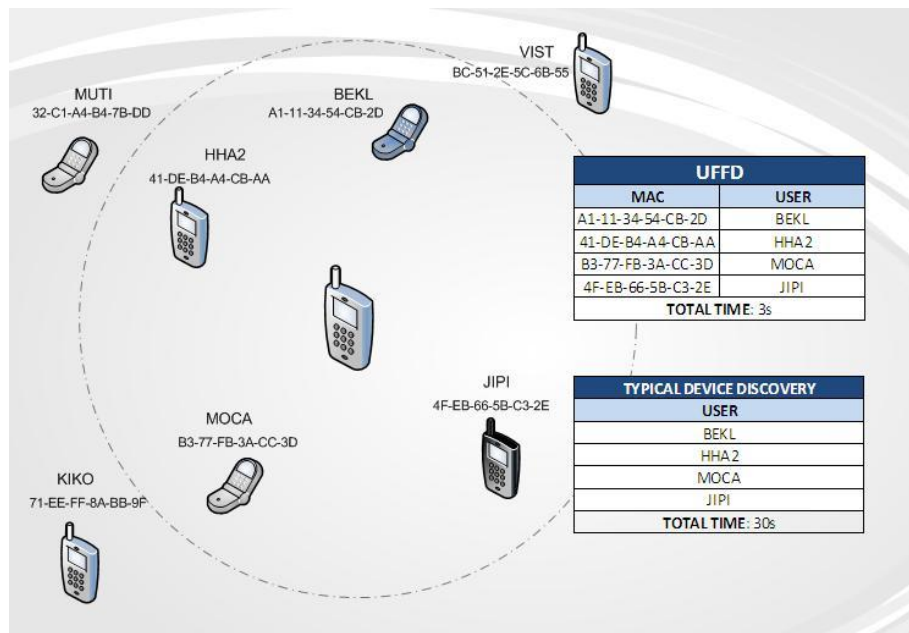 VIST
BC-51-2E-5C-6B-55
MUTI
32-C1-A4-B4-7B-DD
BEKL
A1-11-34-54-CB-2D
HHA2
41-DE-B4-A4-CB-AA
UFFD
MAC USER
A1-11-34-54-CB-2D BEKL
41-DE-B4-A4-CB-AA HHA2
B3-77-FB-3A-CC-3D MOCA
4F-EB-66-5B-C3-2E JIPI
TOTAL TIME: 3s
JIPI
4F-EB-66-5B-C3-2E
MOCA
B3-77-FB-3A-CC-3D
KIKO
71-EE-FF-8A-BB-9F
TYPICAL DEVICE DISCOVERY
USER
BEKL
HHA2
MOCA
JIPI
TOTAL TIME: 30s